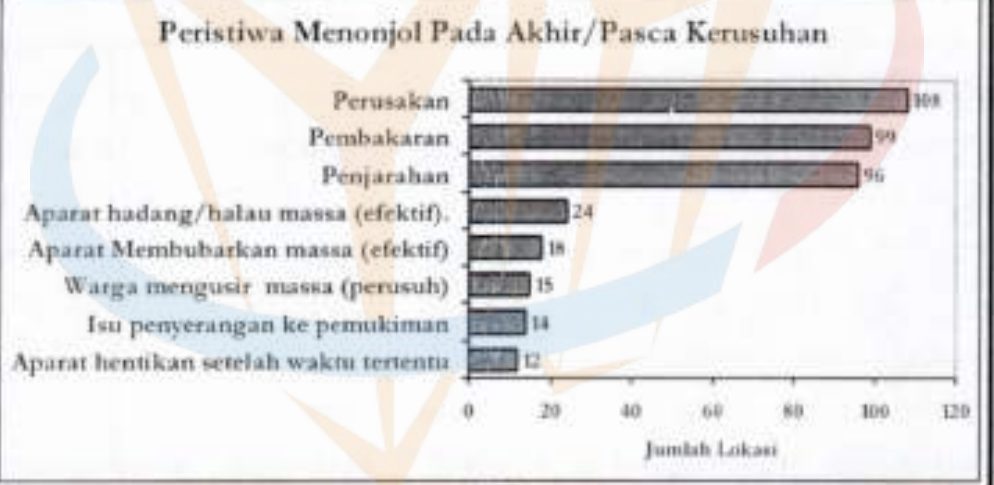 Peristiwa Menonjol Pada Akhir/Pasca Kerusuhan
Perusakan 108
Pembakaran 99
Penjarahan 96
Aparat hadang/halau massa (efektif). 24
Aparat Membubarkan massa (efektif) 18
Warga mengusir massa (perusuh) 15
Isu penyerangan ke pemukiman 14
Aparat hentikan setelah waktu tertentu 12
0 20 40 60 80 100 120
Jumlah Lokasi